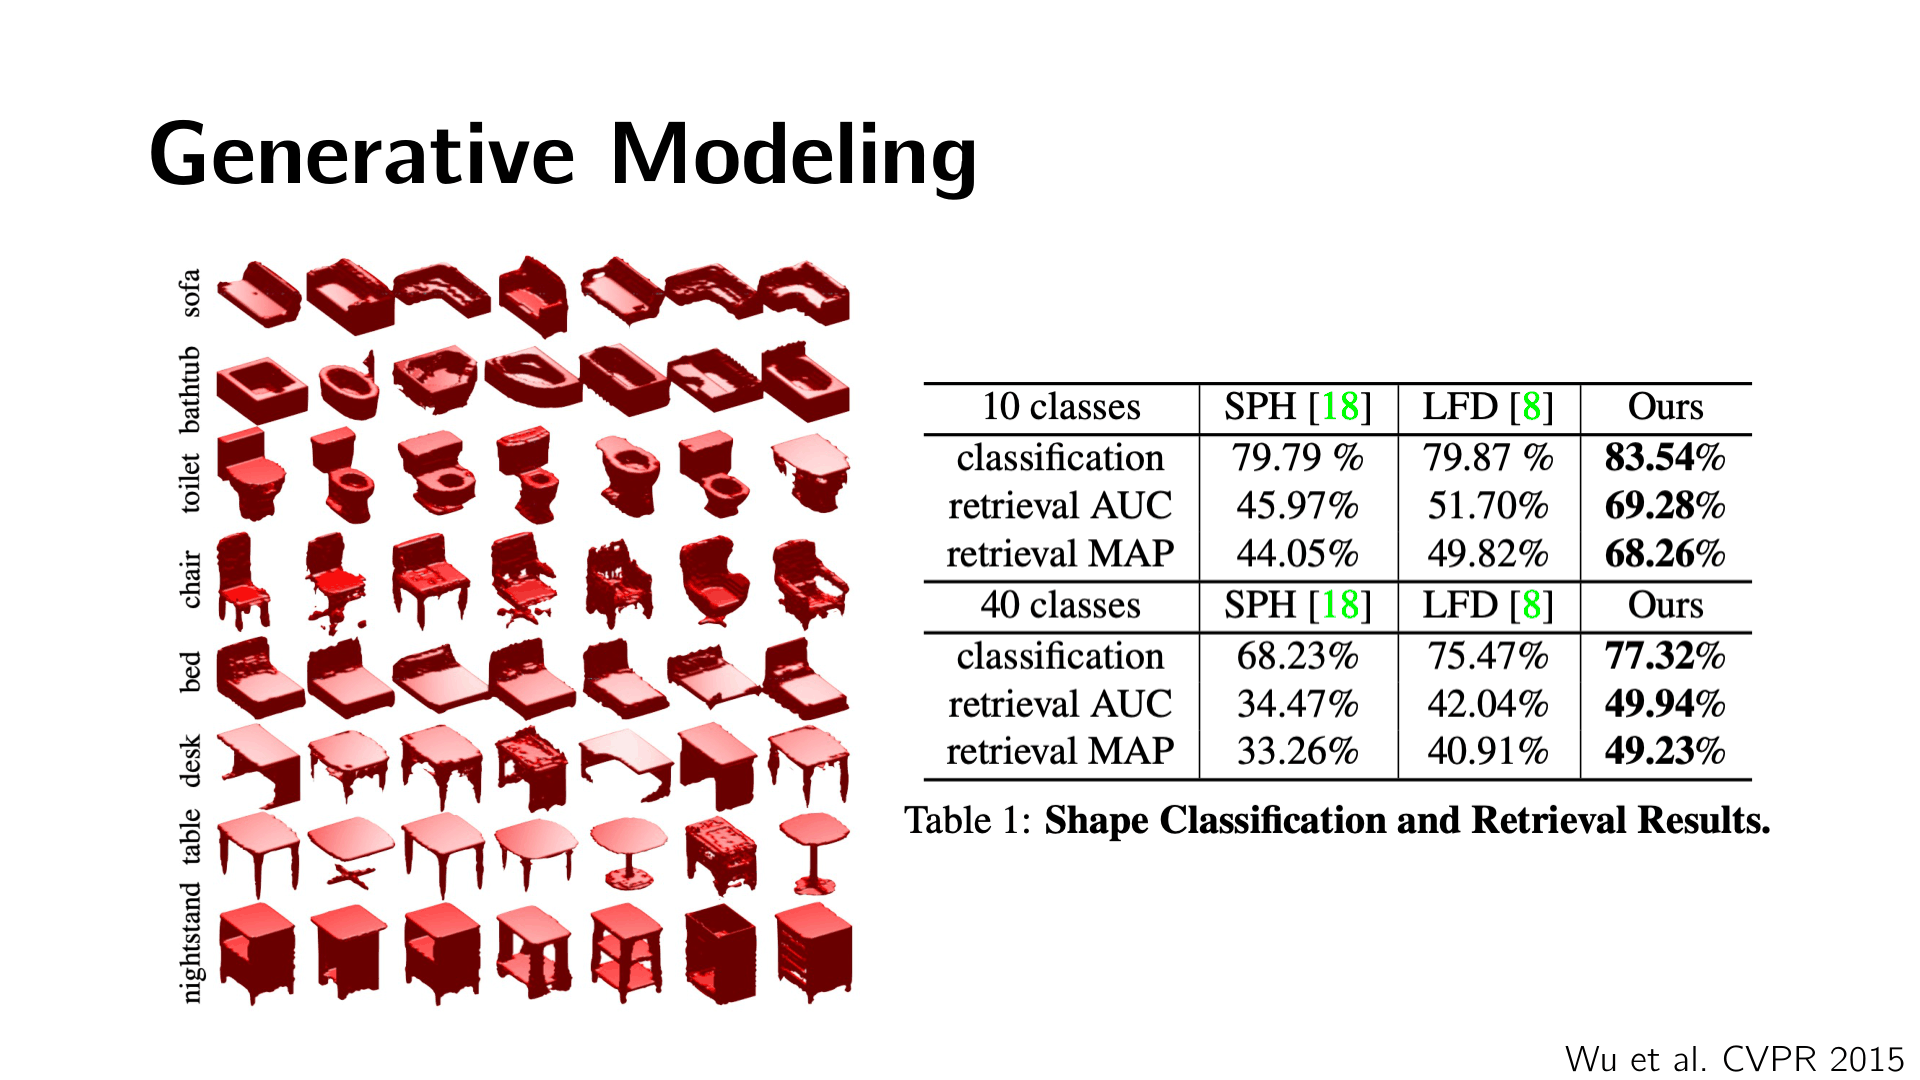 Generative Modeling
sofa
bathtub
toilet
chair
bed
desk
table
nightstand
10 classes SPH [18] LFD [8] Ours
classification 79.79 % 79.87 % 83.54%
retrieval AUC 45.97% 51.70% 69.28%
retrieval MAP 44.05% 49.82% 68.26%
40 classes SPH [18] LFD [8] Ours
classification 68.23% 75.47% 77.32%
retrieval AUC 34.47% 42.04% 49.94%
retrieval MAP 33.26% 40.91% 49.23%
Table 1: Shape Classification and Retrieval Results.
Wu et al. CVPR 2015